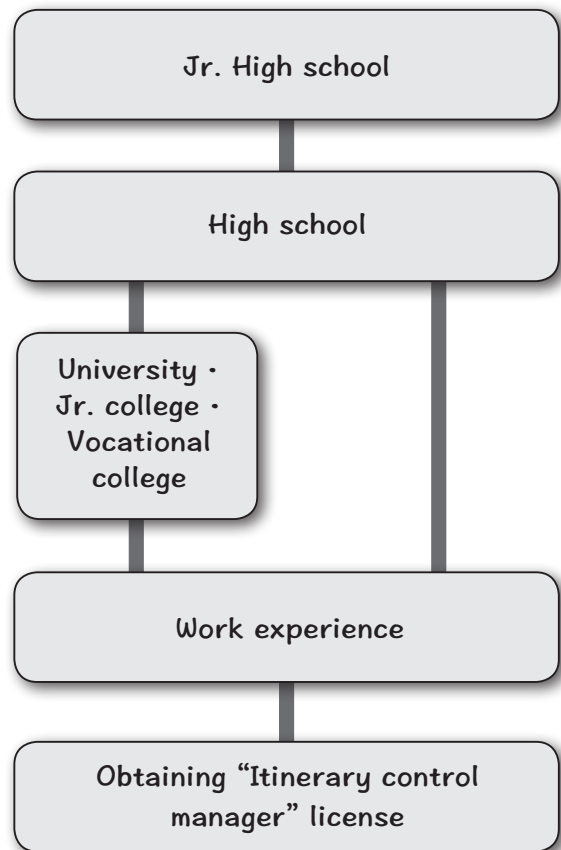 Jr. High school
High school
University・
Jr. college・
Vocational
college
Work experience
Obtaining “Itinerary control
manager” license